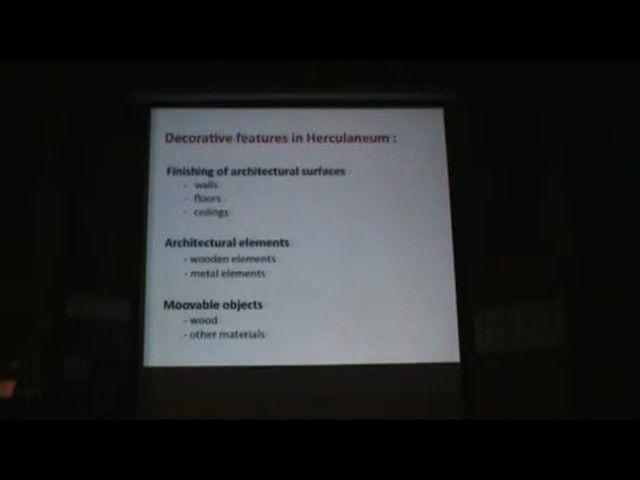 Decorative features in Herculaneum :
Finishing of architectural surfaces
- walls
- floors
- ceilings
Architectural elements
- wooden elements
- metal elements
Moovable objects
- wood
- other materials